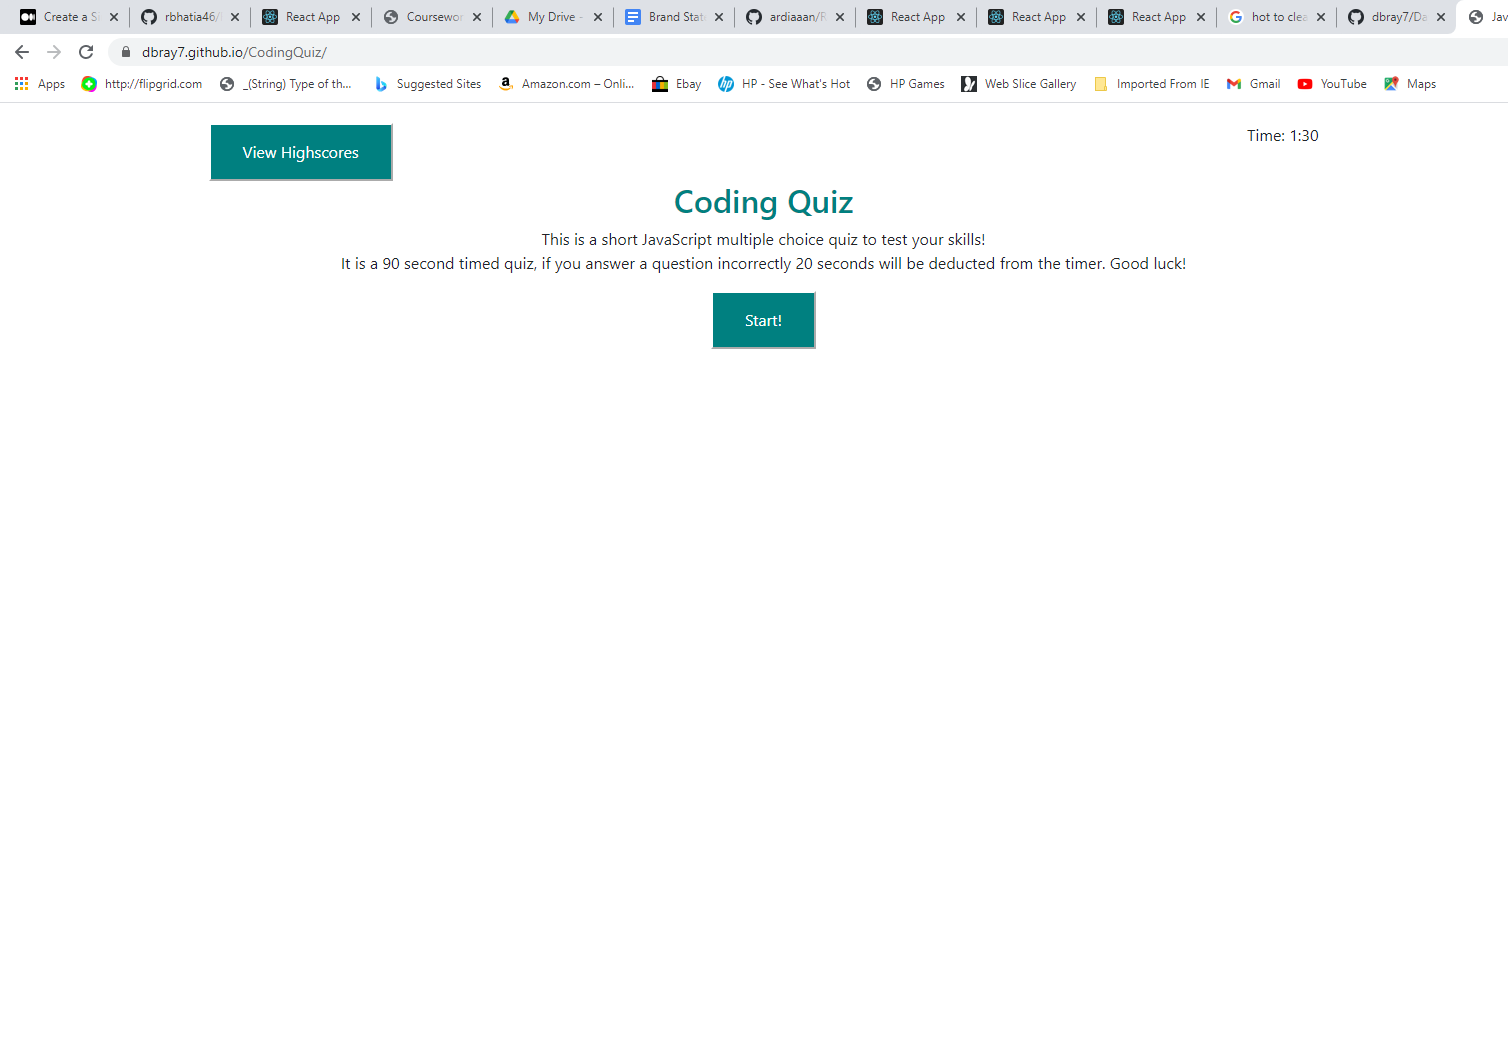 Create a S
rbhatia46/
React App
Coursewor
My Drive -
Brand Stat
ardiaaan/R
React App
React App
React App
hot to clea
dbray7/Da
Jav
dbray7.github.io/CodingQuiz/
Apps
http://flipgrid.com
_(String) Type of th...
Suggested Sites
Amazon.com – Onli...
Ebay
HP - See What's Hot
HP Games
Web Slice Gallery
Imported From IE
Gmail
YouTube
Maps
View Highscores
Time: 1:30
Coding Quiz
This is a short JavaScript multiple choice quiz to test your skills!
It is a 90 second timed quiz, if you answer a question incorrectly 20 seconds will be deducted from the timer. Good luck!
Start!